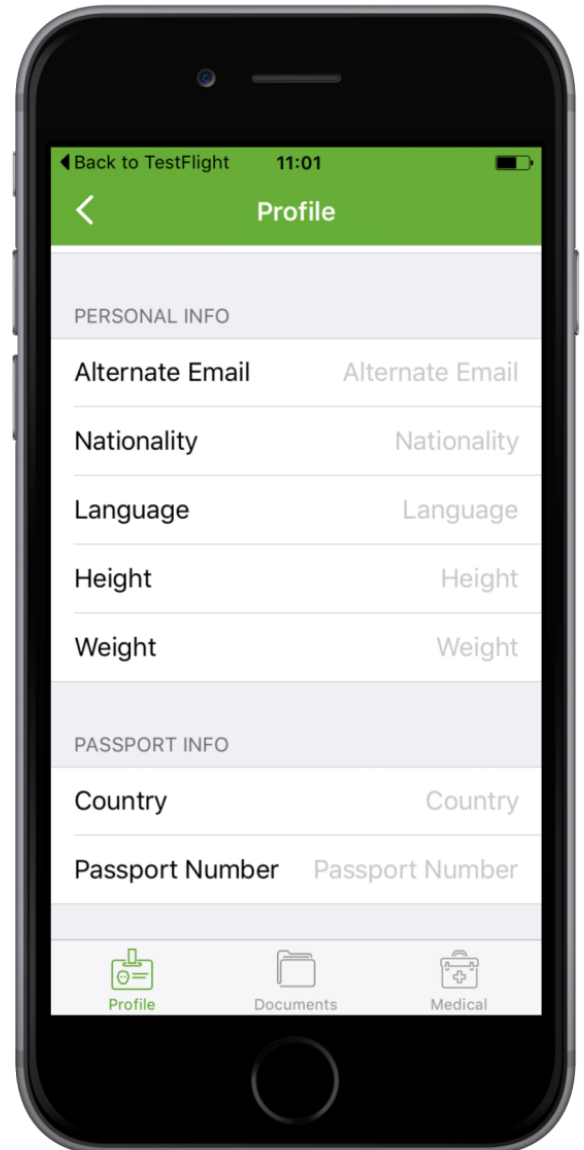 Back to TestFlight 11:01
Profile
PERSONAL INFO
Alternate Email Alternate Email
Nationality Nationality
Language Language
Height Height
Weight Weight
PASSPORT INFO
Country Country
Passport Number Passport Number
Profile Documents Medical